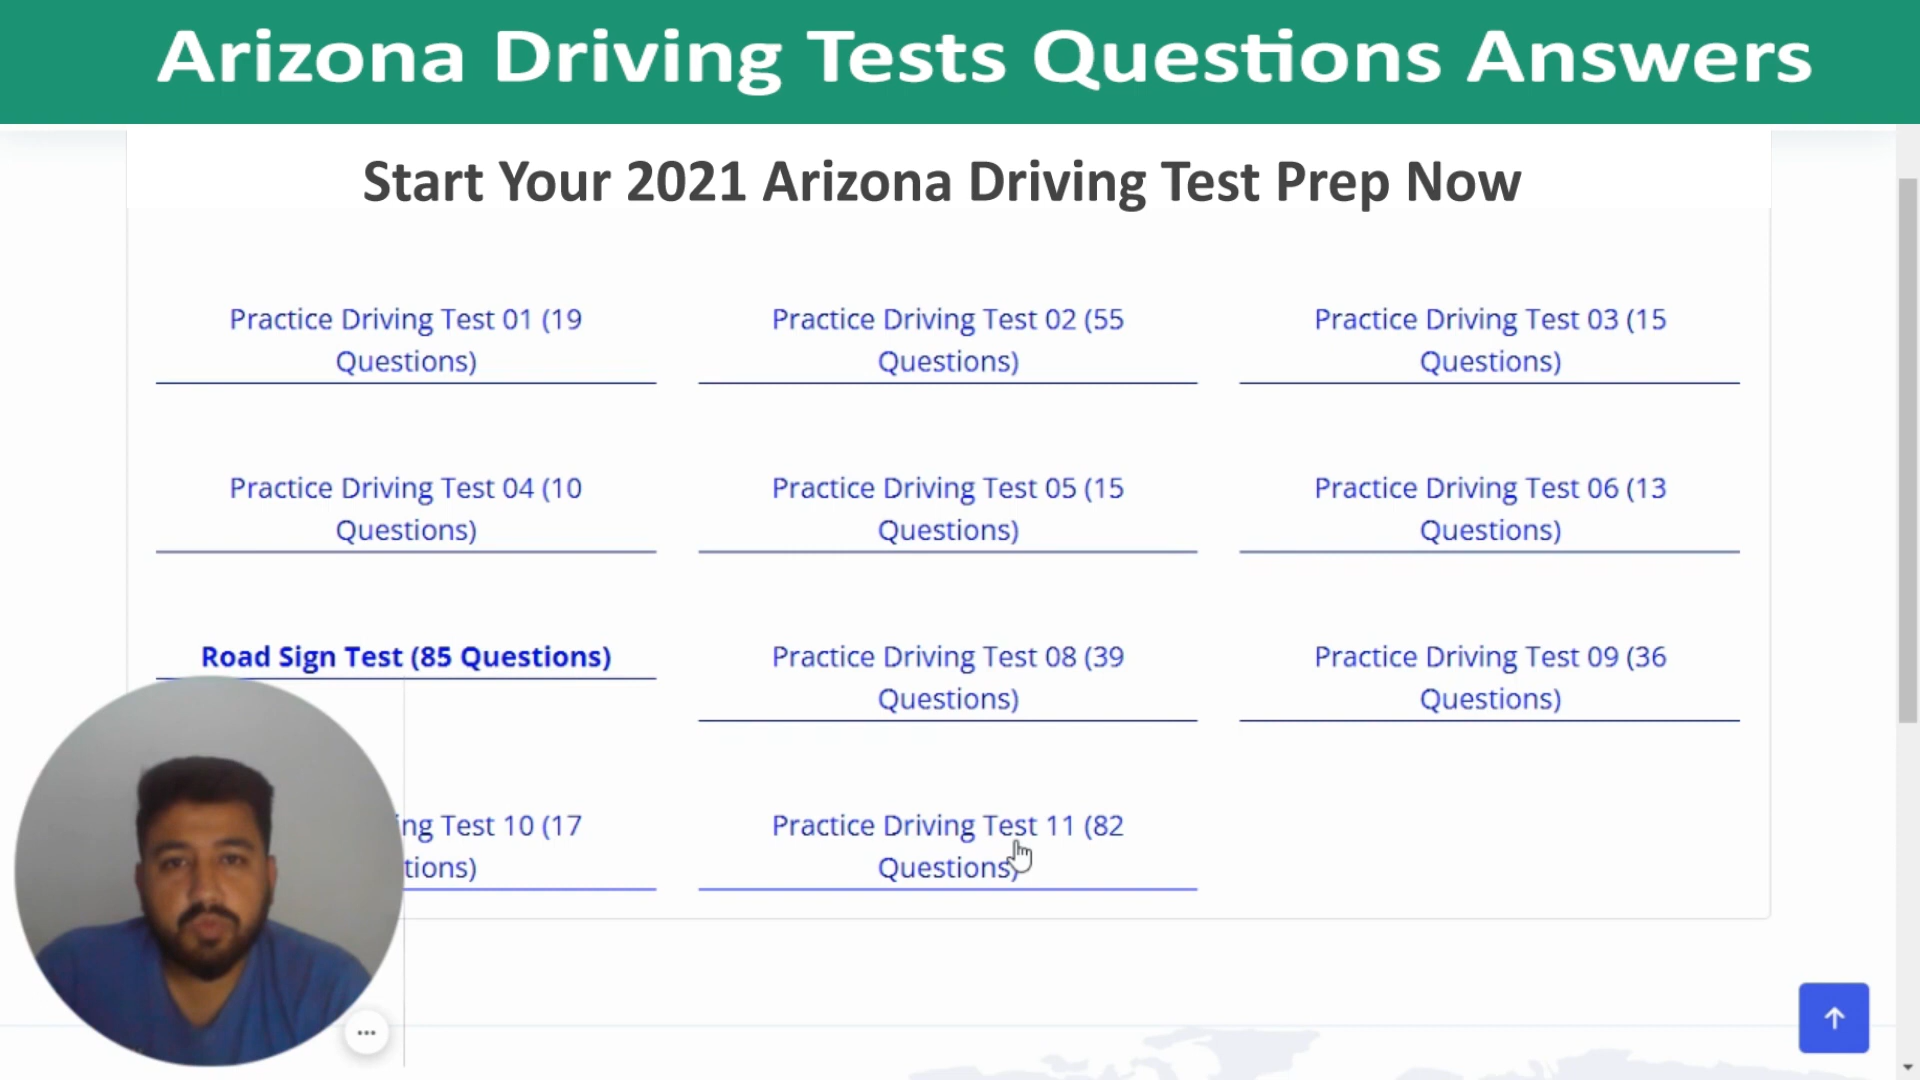 Arizona Driving Tests Questions Answers
Start Your 2021 Arizona Driving Test Prep Now
Practice Driving Test 01 (19
Questions)
Practice Driving Test 02 (55
Questions)
Practice Driving Test 03 (15
Questions)
Practice Driving Test 04 (10
Questions)
Practice Driving Test 05 (15
Questions)
Practice Driving Test 06 (13
Questions)
Road Sign Test (85 Questions)
Practice Driving Test 08 (39
Questions)
Practice Driving Test 09 (36
Questions)
ng Test 10 (17
tions)
Practice Driving Test 11 (82
Questions)